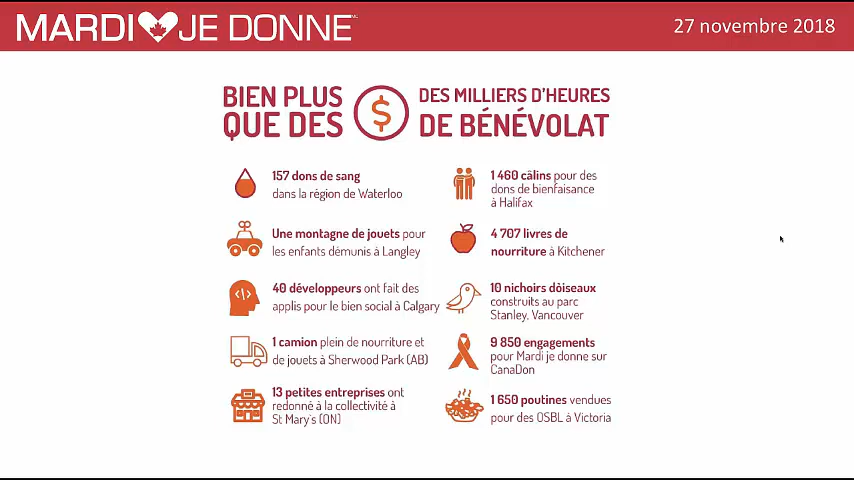 MARDI JE DONNE
27 novembre 2018
BIEN PLUS
QUE DES
$
DES MILLIERS D'HEURES
DE BÉNÉVOLAT
157 dons de sang
dans la région de Waterloo
Une montagne de jouets pour
les enfants démunis à Langley
40 développeurs ont fait des
applis pour le bien social à Calgary
1 camion plein de nourriture et
de jouets à Sherwood Park (AB)
13 petites entreprises ont
redonné à la collectivité à
St Mary's (ON)
1 460 câlins pour des
dons de bienfaisance
à Halifax
4 707 livres de
nourriture à Kitchener
10 nichoirs dòiseaux
construits au parc
Stanley, Vancouver
9 850 engagements
pour Mardi je donne sur
CanaDon
1 650 poutines vendues
pour des OSBL à Victoria